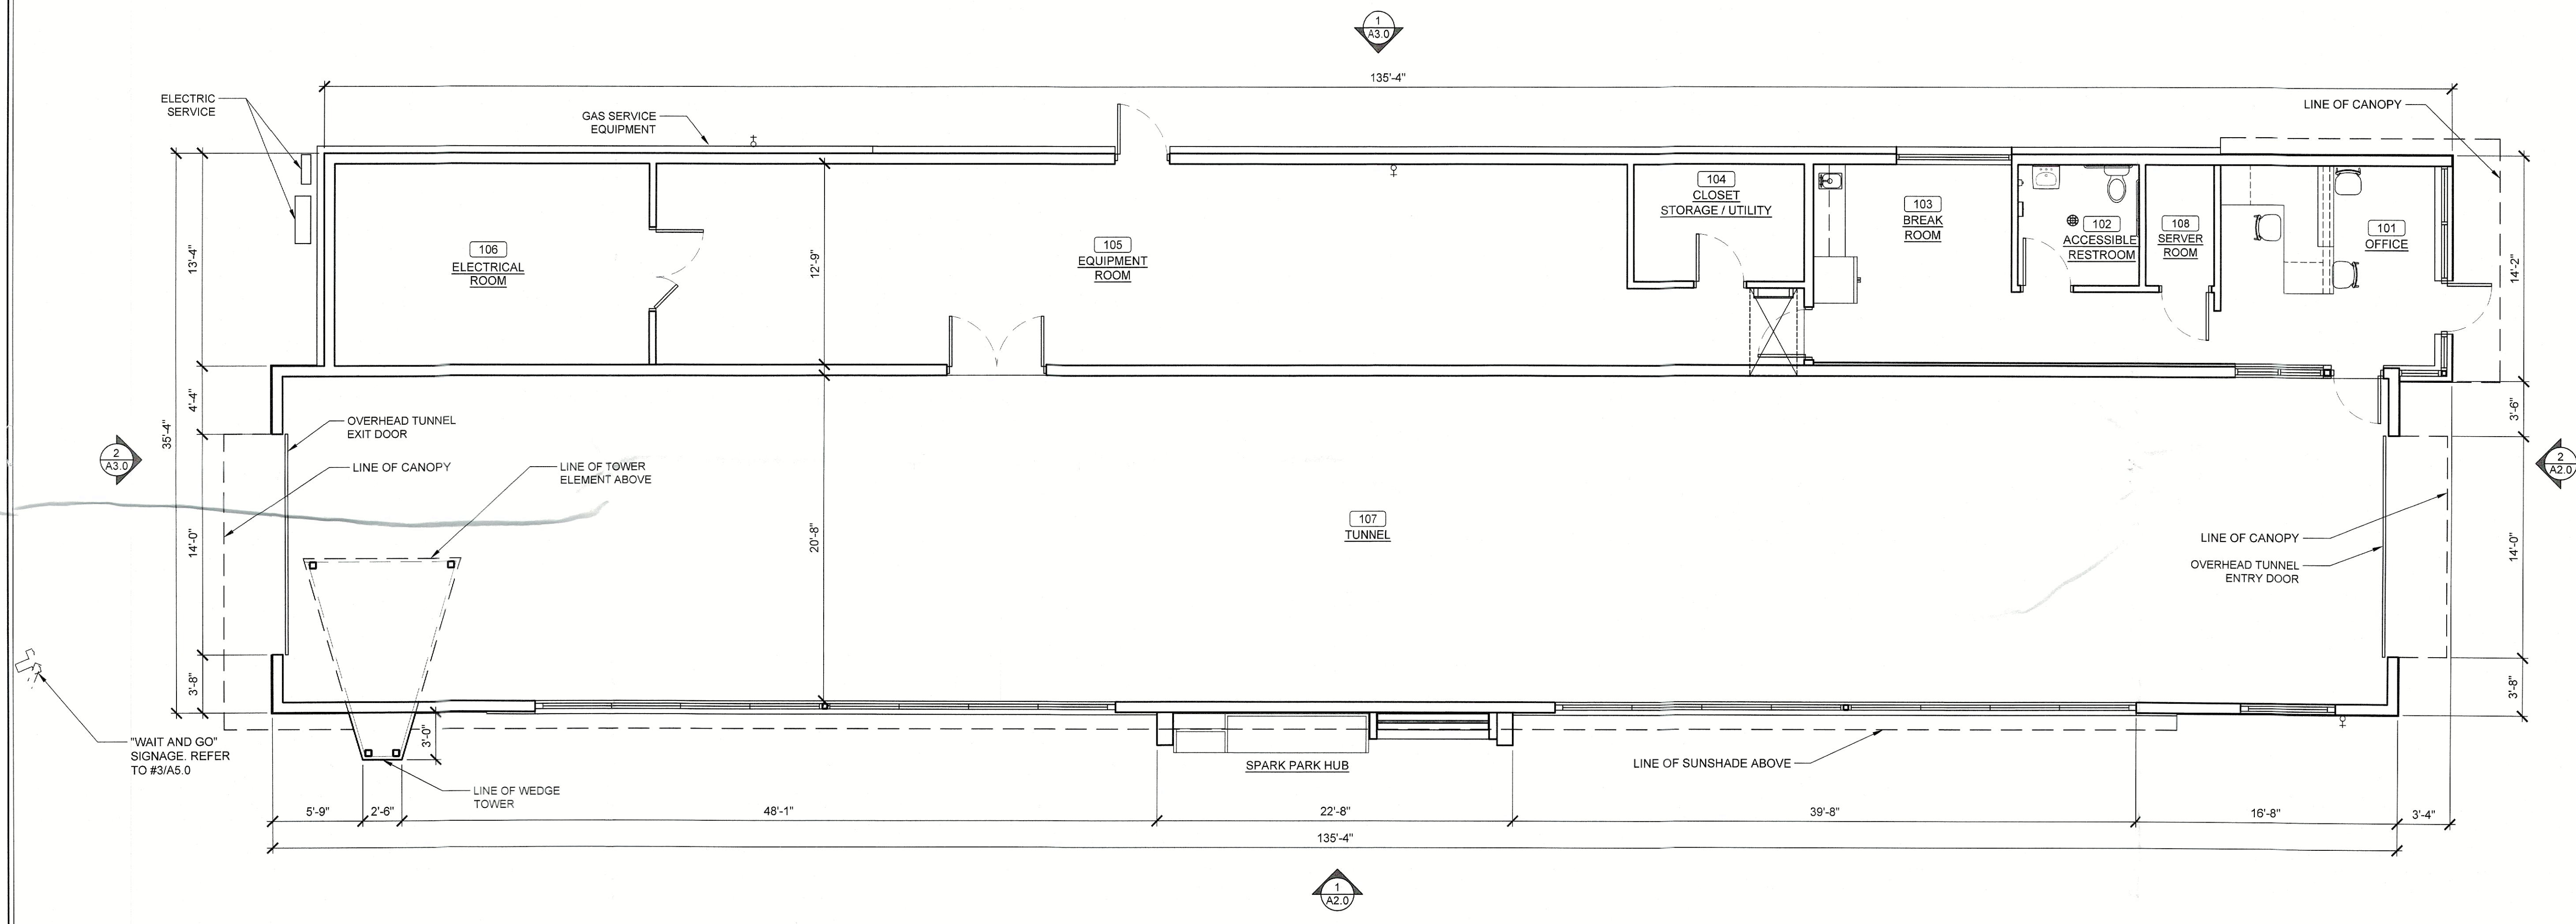 1
A3.0
135'-4"
ELECTRIC
SERVICE
GAS SERVICE
EQUIPMENT
LINE OF CANOPY
104
CLOSET
STORAGE / UTILITY
103
BREAK
ROOM
102
ACCESSIBLE
RESTROOM
108
SERVER
ROOM
101
OFFICE
106
ELECTRICAL
ROOM
105
EQUIPMENT
ROOM
13'-4"
12'-9"
14'-2"
4'-4"
35'-4"
3'-6"
OVERHEAD TUNNEL
EXIT DOOR
LINE OF CANOPY
LINE OF TOWER
ELEMENT ABOVE
2
A3.0
2
A2.0
14'-0"
20'-8"
107
TUNNEL
LINE OF CANOPY
OVERHEAD TUNNEL
ENTRY DOOR
14'-0"
3'-8"
3'-8"
3'-0"
"WAIT AND GO"
SIGNAGE. REFER
TO #3/A5.0
LINE OF WEDGE
TOWER
SPARK PARK HUB
LINE OF SUNSHADE ABOVE
5'-9"
2'-6"
48'-1"
22'-8"
39'-8"
16'-8"
3'-4"
135'-4"
1
A2.0